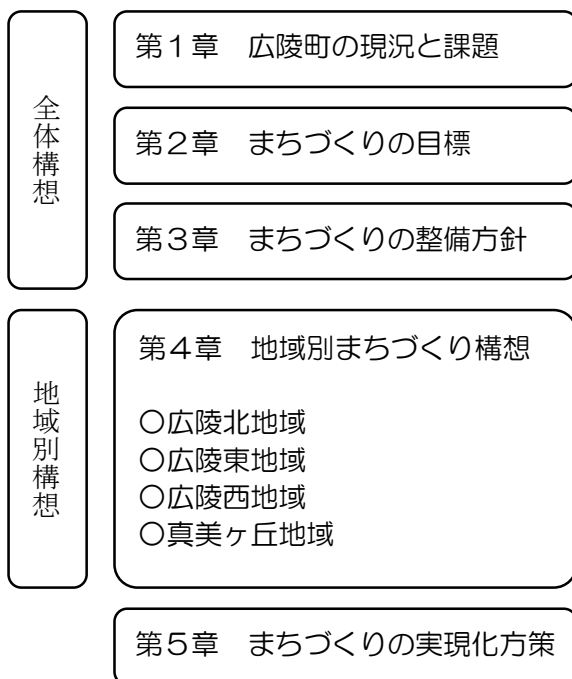 全体構想
第１章　広陵町の現況と課題
第２章　まちづくりの目標
第３章　まちづくりの整備方針
地域別構想
第４章　地域別まちづくり構想
○広陵北地域
○広陵東地域
○広陵西地域
○真美ヶ丘地域
第５章　まちづくりの実現化方策